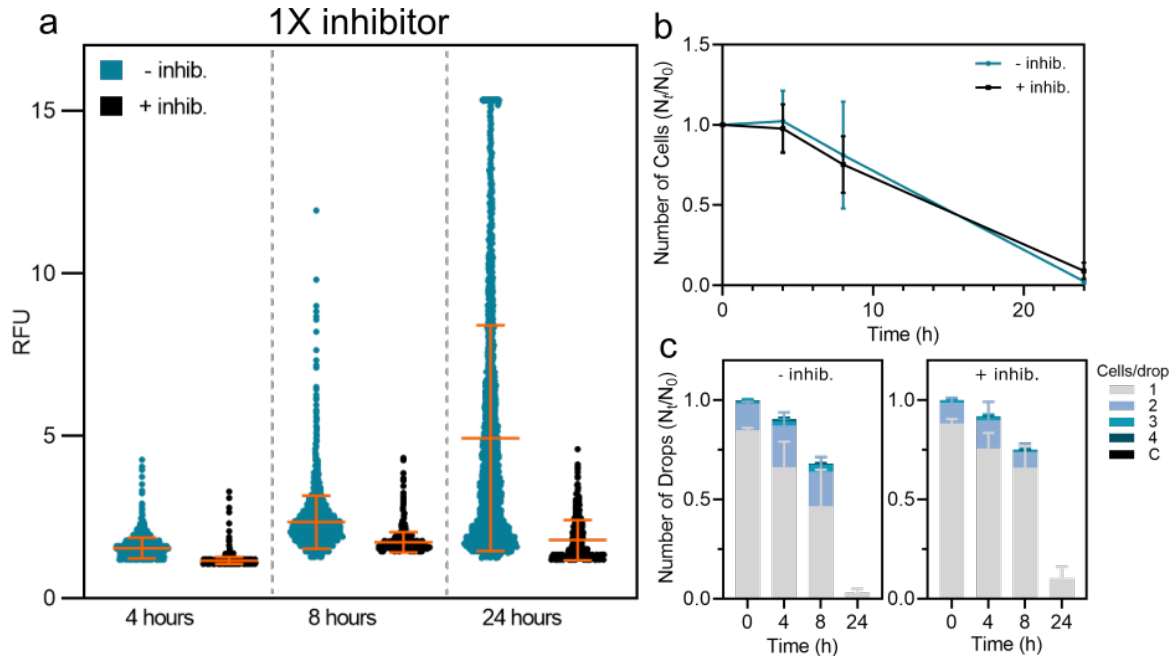 a
1X inhibitor
- inhib.
+ inhib.
15
10
5
0
RFU
4 hours
8 hours
24 hours
b
1.5
1.0
0.5
0.0
Number of Cells (Nt/N0)
- inhib.
+ inhib.
0
10
20
Time (h)
c
- inhib.
+ inhib.
1.0
0.5
0.0
Number of Drops (Nt/N0)
0 4 8 24
Time (h)
1.0
0.5
0.0
0 4 8 24
Time (h)
Cells/drop
1
2
3
4
C